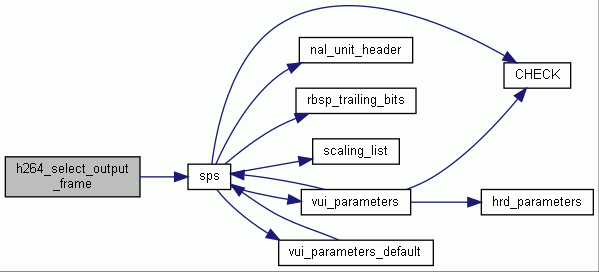 nal_unit_header
CHECK
rbsp_trailing_bits
scaling_list
h264_select_output
_frame
sps
vui_parameters
hrd_parameters
vui_parameters_default